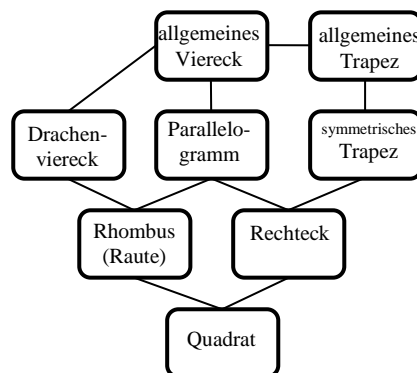 allgemeines
Viereck
allgemeines
Trapez
Drachen-
viereck
Parallelo-
gramm
symmetrisches
Trapez
Rhombus
(Raute)
Rechteck
Quadrat